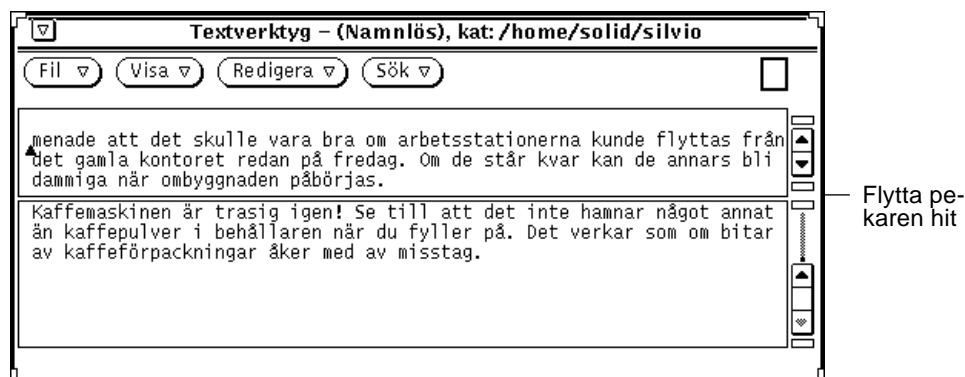 Textverktyg – (Namnlös), kat: /home/solid/silvio
Fil Visa Redigera Sök
menade att det skulle vara bra om arbetsstationerna kunde flyttas från
det gamla kontoret redan på fredag. Om de står kvar kan de annars bli
dammiga när ombyggnaden påbörjas.
Kaffemaskinen är trasig igen! Se till att det inte hamnar något annat
än kaffepulver i behållaren när du fyller på. Det verkar som om bitar
av kaffeförpackningar åker med av misstag.
Flytta pe-
karen hit